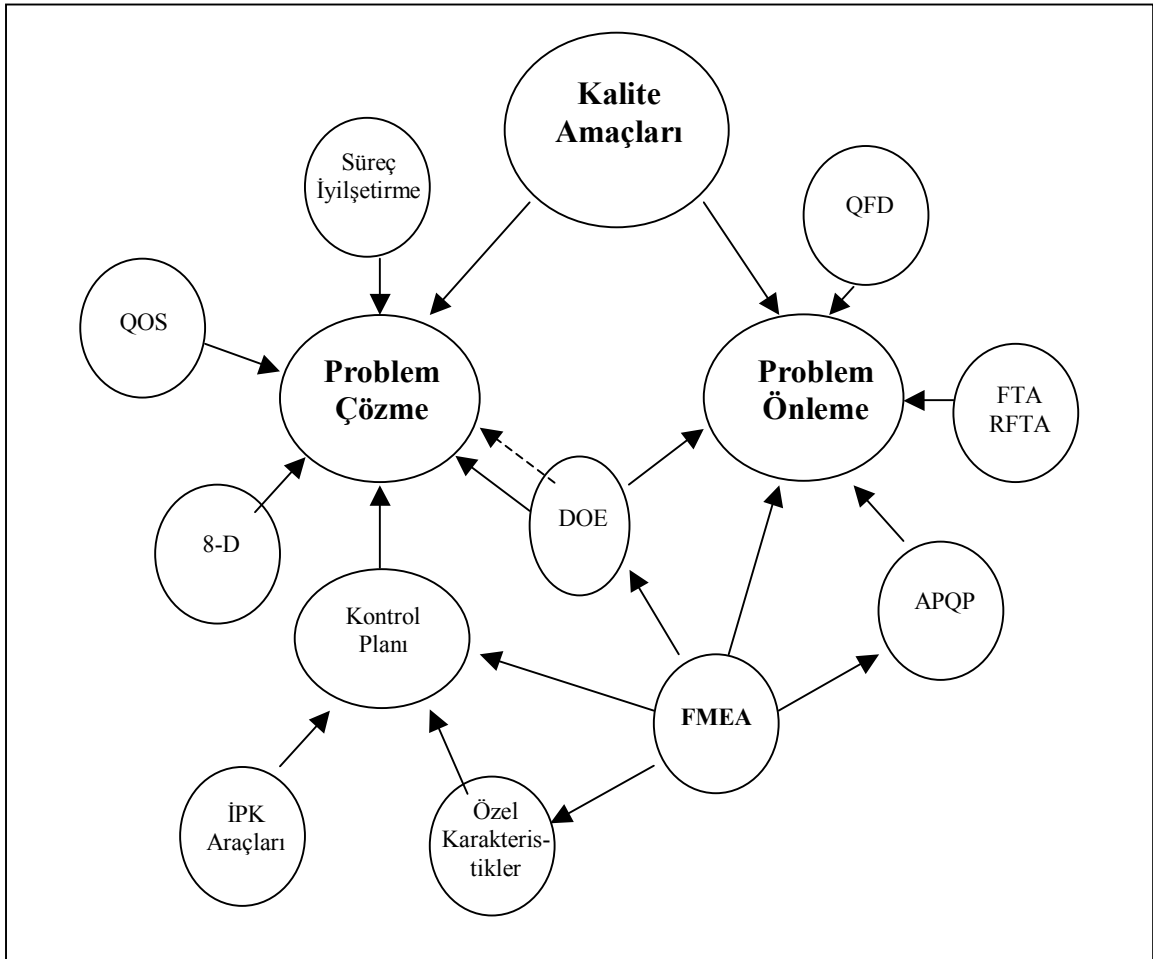 Kalite
Amaçları
Süreç
İyilşetirme
QFD
QOS
Problem
Çözme
Problem
Önleme
FTA
RFTA
DOE
8-D
APQP
Kontrol
Planı
FMEA
İPK
Araçları
Özel
Karakteris-
tikler